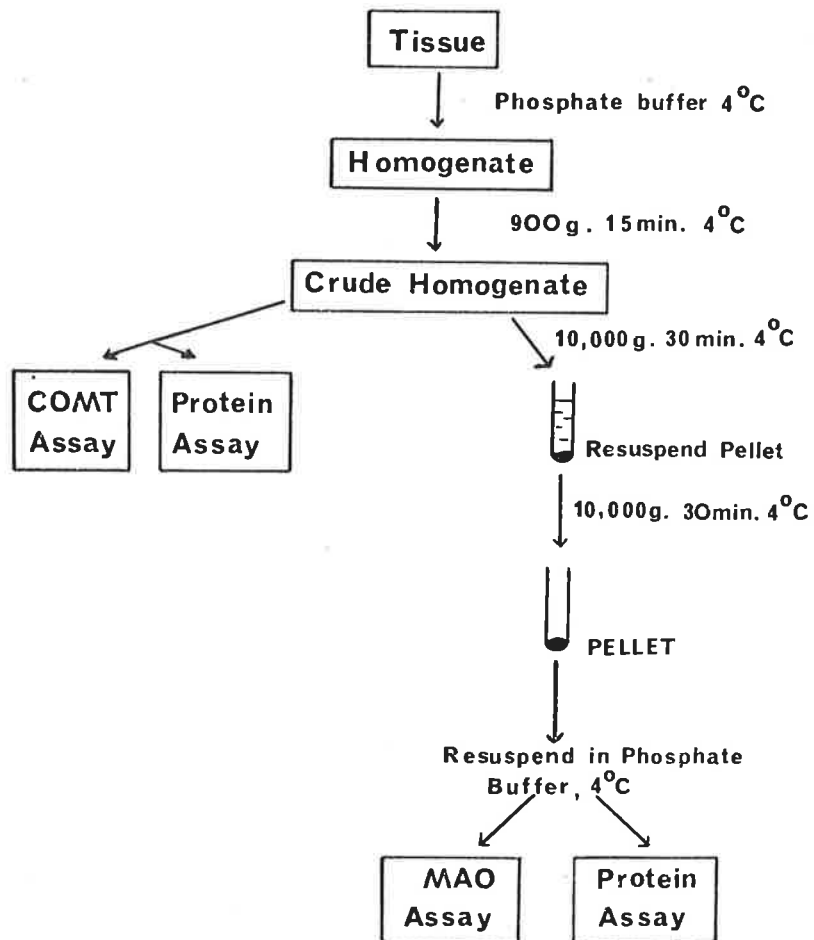 Tissue
Phosphate buffer 4°C
Homogenate
900g. 15min. 4°C
Crude Homogenate
10,000g. 30min. 4°C
COMT
Assay
Protein
Assay
Resuspend Pellet
10,000g. 30min. 4°C
PELLET
Resuspend in Phosphate
Buffer, 4°C
MAO
Assay
Protein
Assay